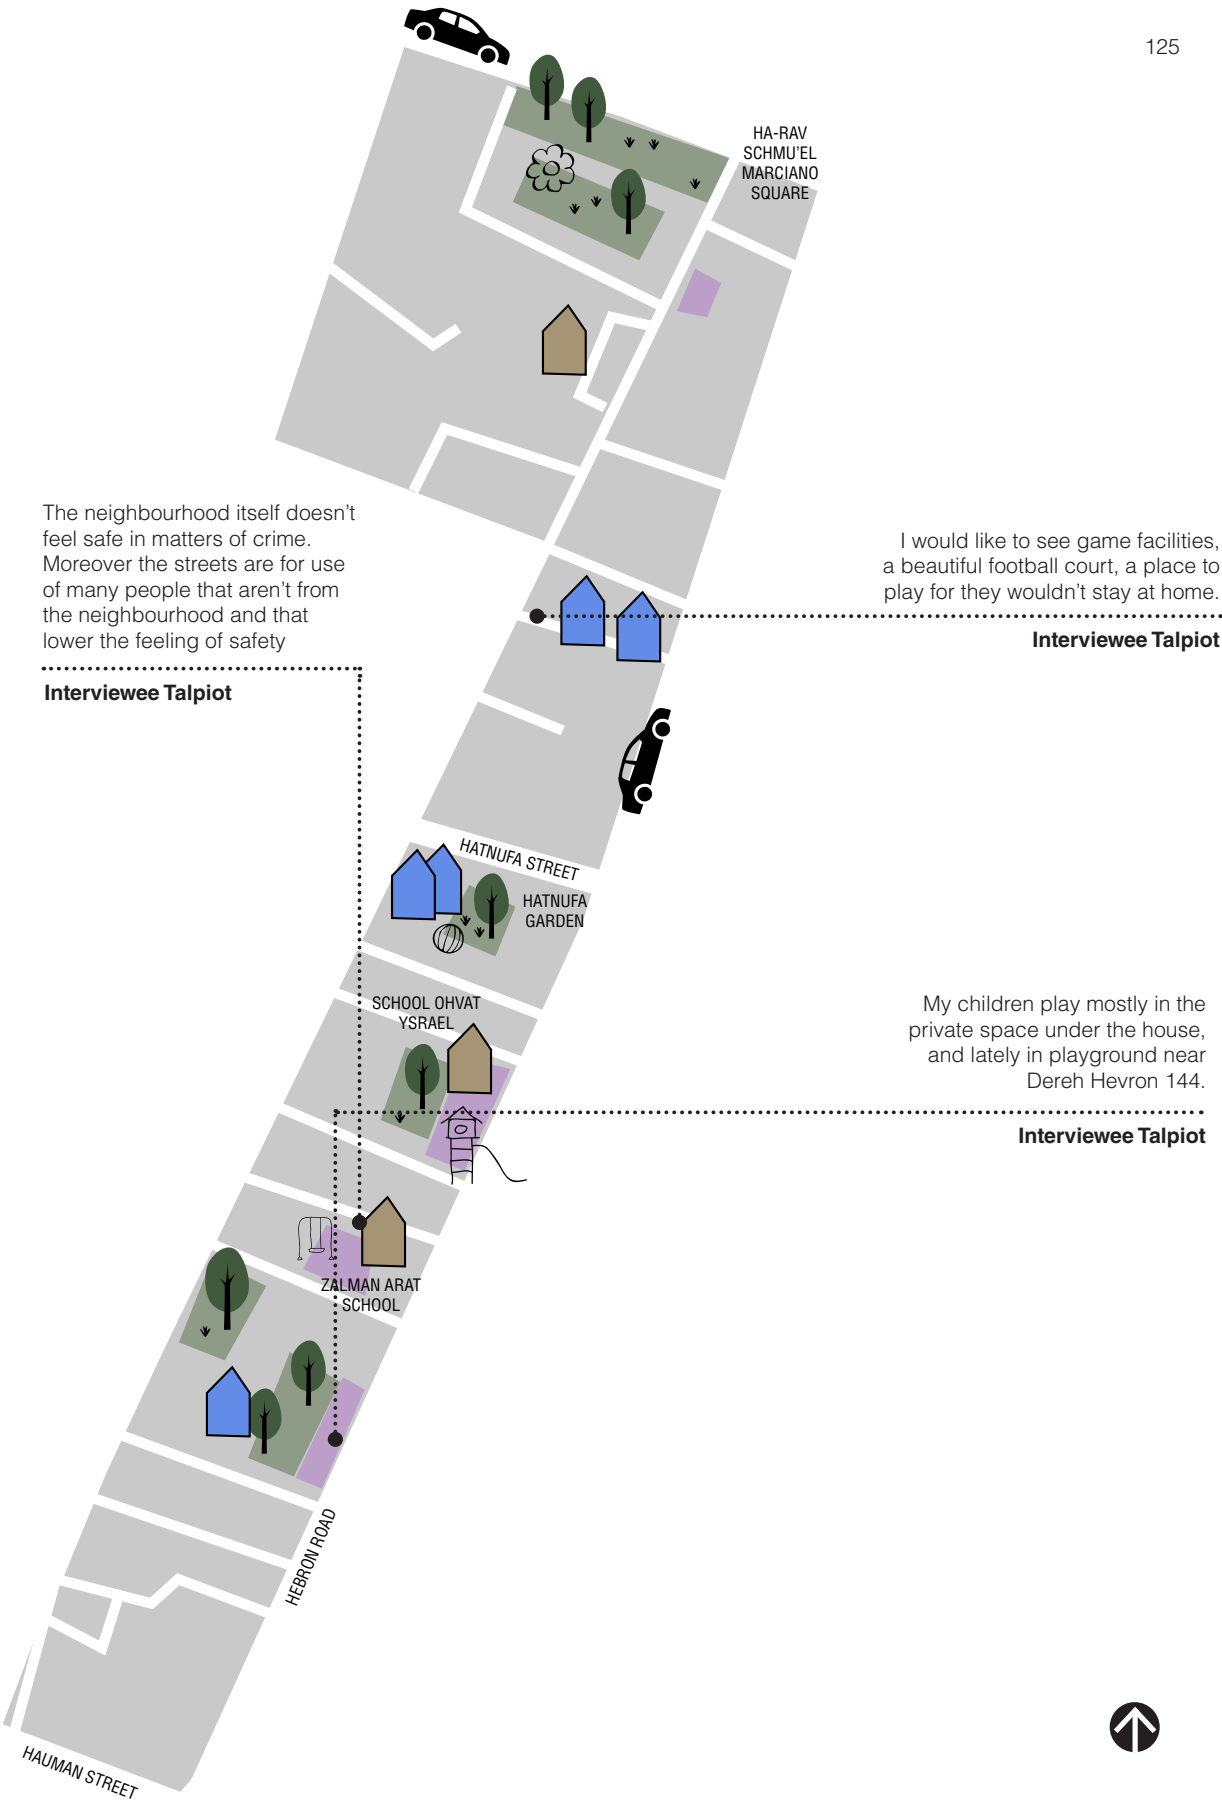 125
HA-RAV
SCHMU'EL
MARCIANO
SQUARE
The neighbourhood itself doesn't
feel safe in matters of crime.
Moreover the streets are for use
of many people that aren't from
the neighbourhood and that
lower the feeling of safety
Interviewee Talpiot
I would like to see game facilities,
a beautiful football court, a place to
play for they wouldn't stay at home.
Interviewee Talpiot
HATNUFA STREET
HATNUFA
GARDEN
SCHOOL OHVAT
YSRAEL
My children play mostly in the
private space under the house,
and lately in playground near
Dereh Hevron 144.
Interviewee Talpiot
ZALMAN ARAT
SCHOOL
HEBRON ROAD
HAUMAN STREET